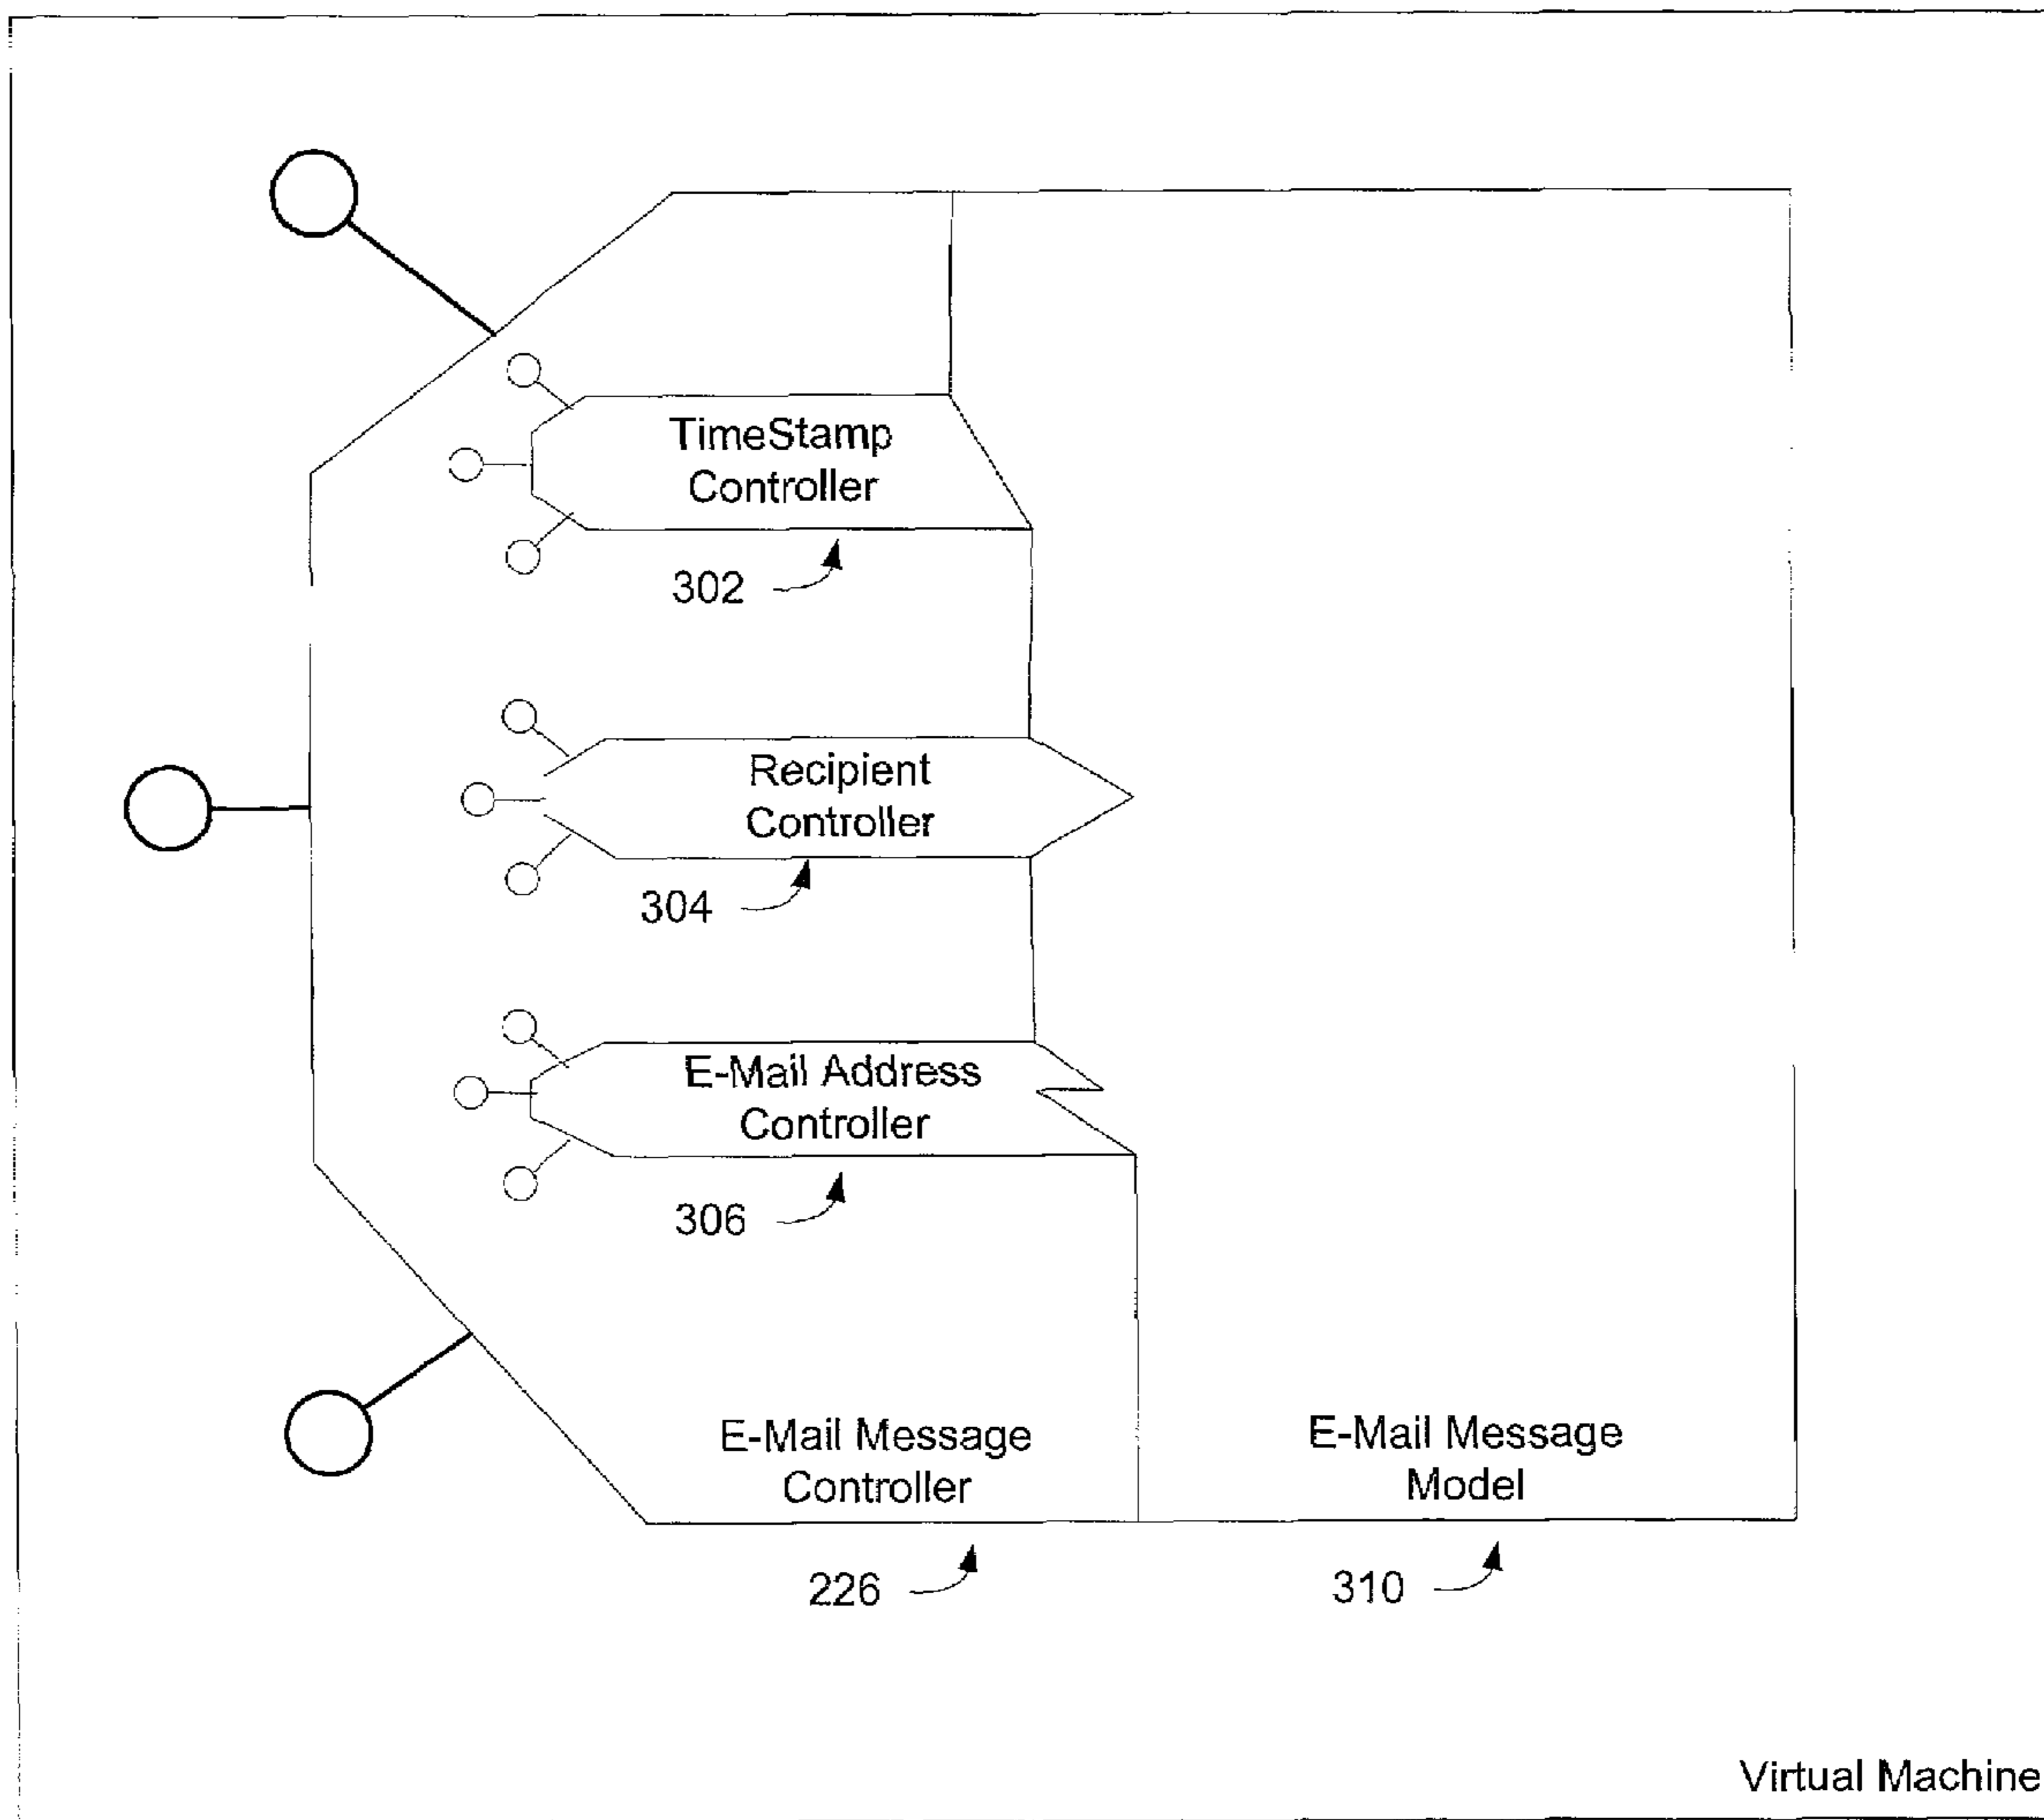 TimeStamp
Controller
302
Recipient
Controller
304
E-Mail Address
Controller
306
E-Mail Message
Controller
E-Mail Message
Model
226
310
Virtual Machine